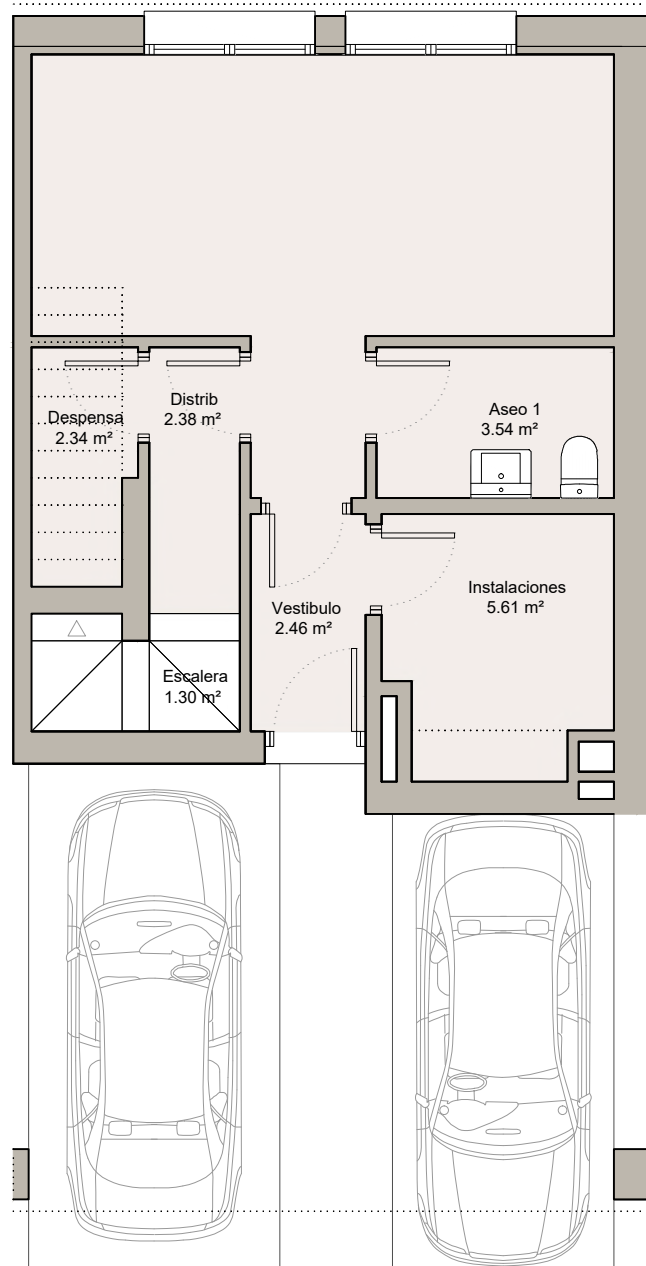 Distrib
2.38 m²
Despensa
2.34 m²
Aseo 1
3.54 m²
Instalaciones
5.61 m²
Vestibulo
2.46 m²
Escalera
1.30 m²